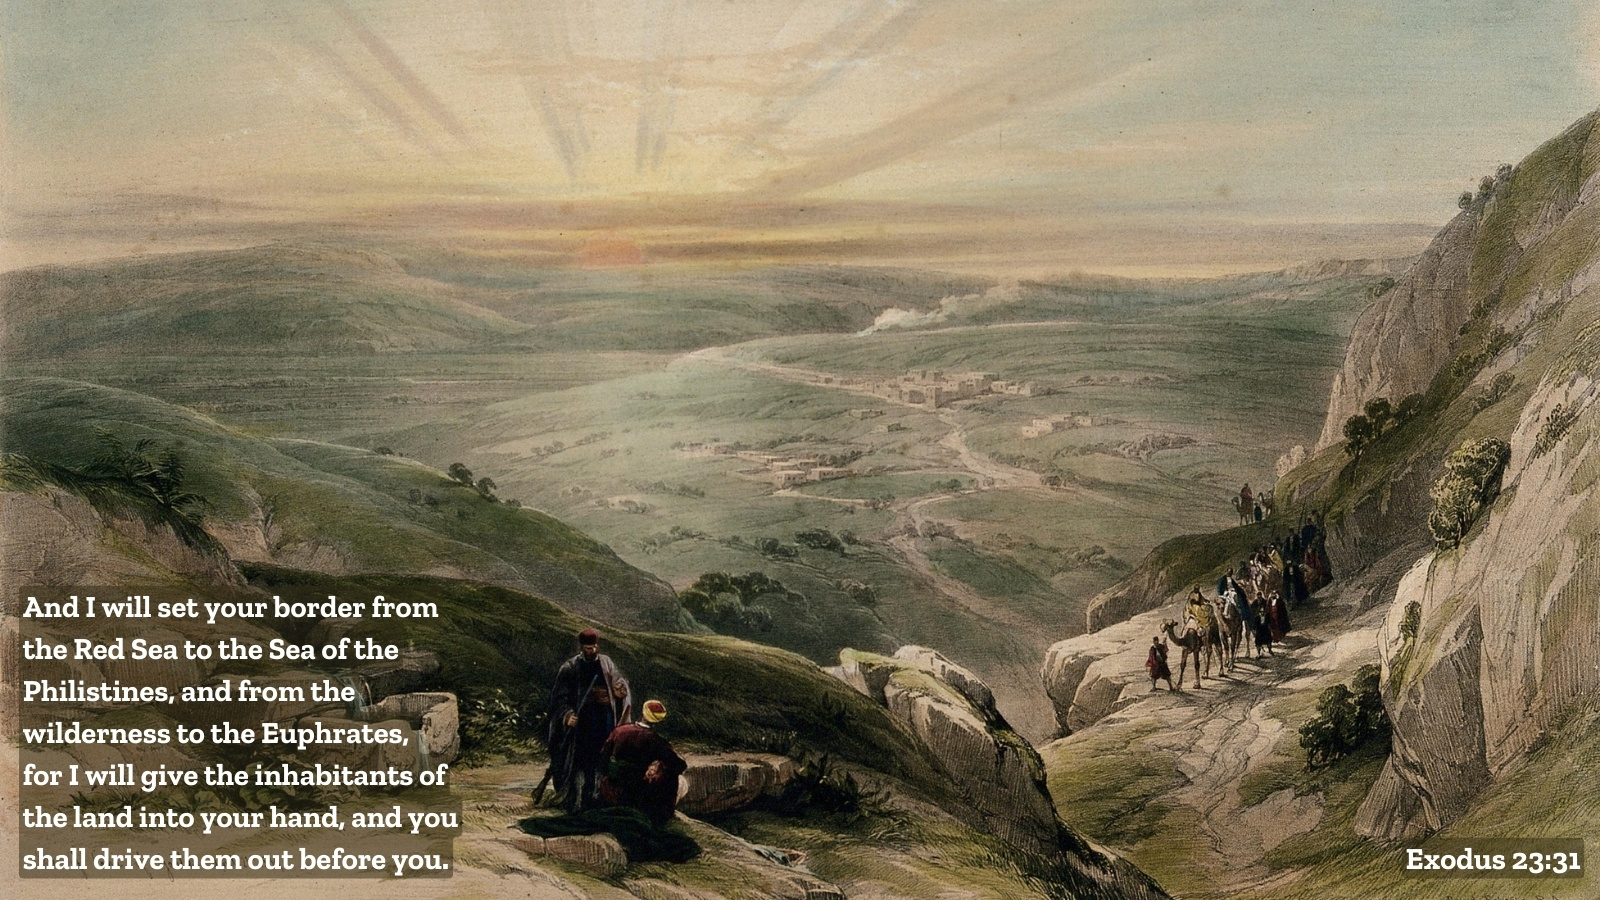 And I will set your border from
the Red Sea to the Sea of the
Philistines, and from the
wilderness to the Euphrates,
for I will give the inhabitants of
the land into your hand, and you
shall drive them out before you.
Exodus 23:31